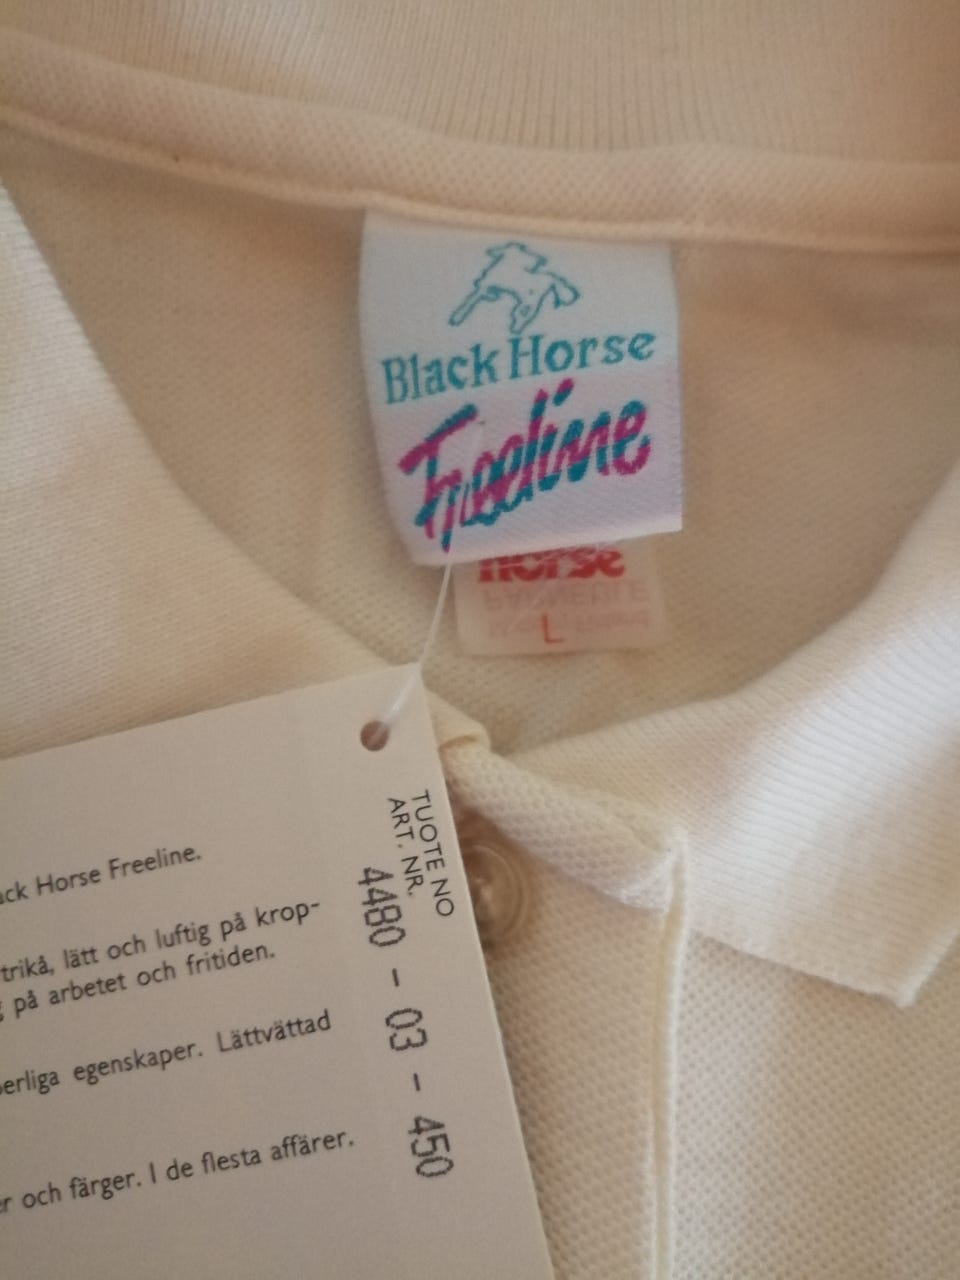 Black Horse
Freeline
horse
L
TUOTE NO
ART. NR.
4480 - 03 - 450
ck Horse Freeline.
trikå, lätt och luftig på krop-
på arbetet och fritiden.
erliga egenskaper. Lättvättad
er och färger. I de flesta affärer.